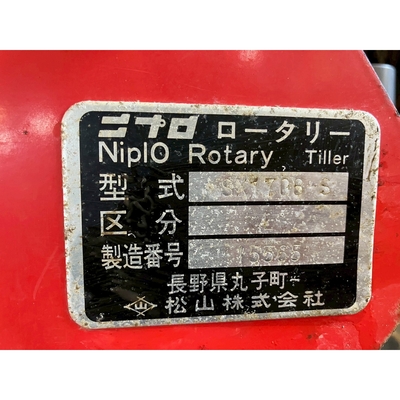 ニプロ ロータリー
NiplO Rotary Tiller
型式
区分
製造番号
長野県丸子町
松山株式会社